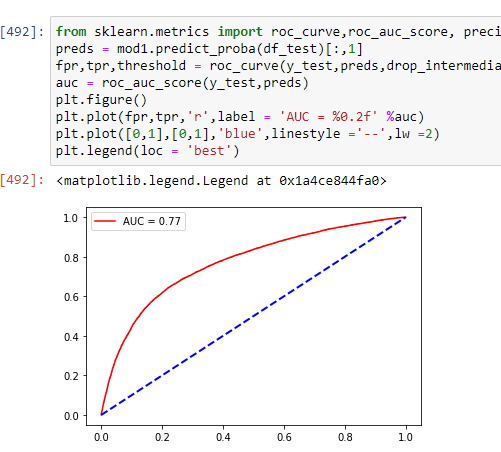 [492]: from sklearn.metrics import roc_curve,roc_auc_score, preci
preds = mod1.predict_proba(df_test)[:,1]
fpr,tpr,threshold = roc_curve(y_test,preds,drop_intermedia
auc = roc_auc_score(y_test,preds)
plt.figure()
plt.plot(fpr,tpr,'r',label = 'AUC = %0.2f' %auc)
plt.plot([0,1],[0,1],'blue',linestyle ='--',lw =2)
plt.legend(loc = 'best')
[492]: <matplotlib.legend.Legend at 0x1a4ce844fa0>
AUC = 0.77
1.0
0.8
0.6
0.4
0.2
0.0
0.0 0.2 0.4 0.6 0.8 1.0